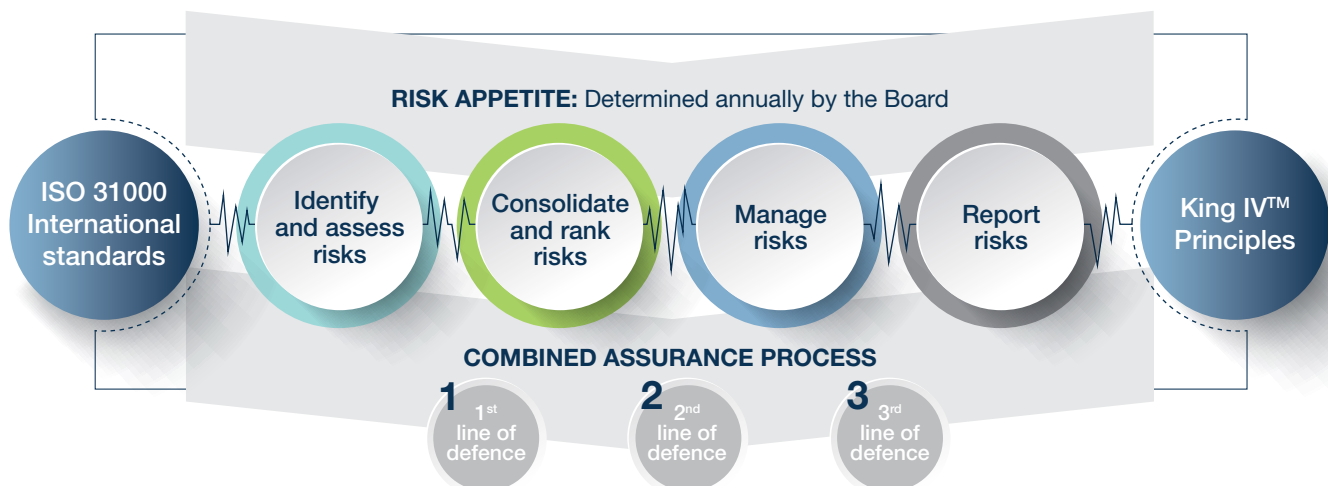 RISK APPETITE: Determined annually by the Board
ISO 31000
International
standards
Identify
and assess
risks
Consolidate
and rank
risks
Manage
risks
Report
risks
King IV™
Principles
COMBINED ASSURANCE PROCESS
1
1st
line of
defence
2
2nd
line of
defence
3
3rd
line of
defence